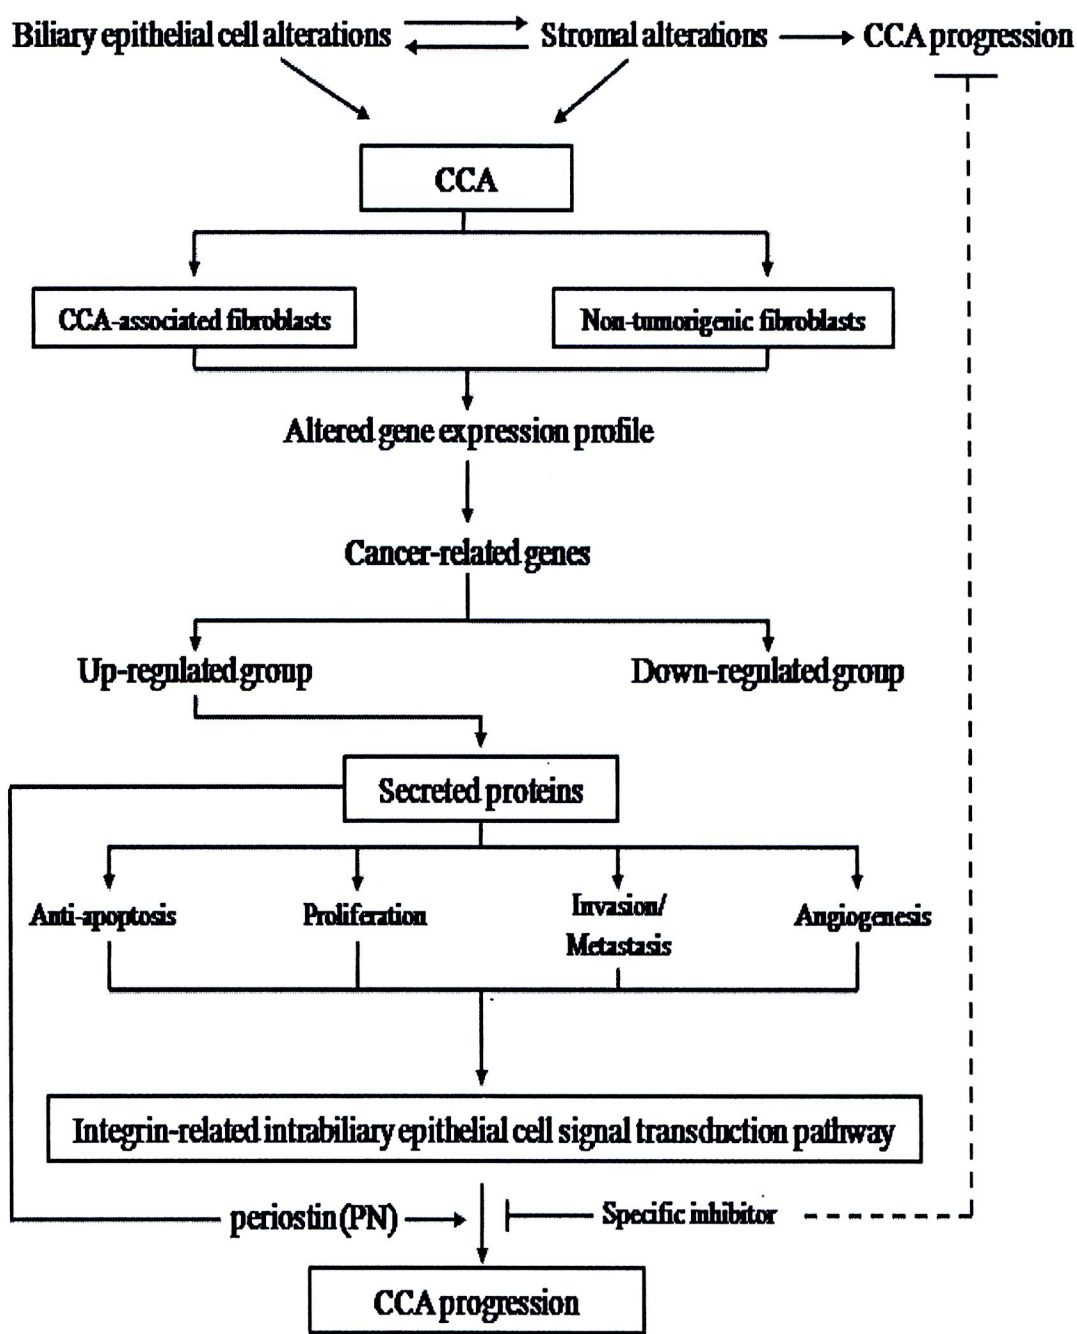 Biliary epithelial cell alterations
Stromal alterations
CCA progression
CCA
CCA-associated fibroblasts
Non-tumorigenic fibroblasts
Altered gene expression profile
Cancer-related genes
Up-regulated group
Down-regulated group
Secreted proteins
Anti-apoptosis
Proliferation
Invasion/
Metastasis
Angiogenesis
Integrin-related intrabiliary epithelial cell signal transduction pathway
periostin (PN)
Specific inhibitor
CCA progression